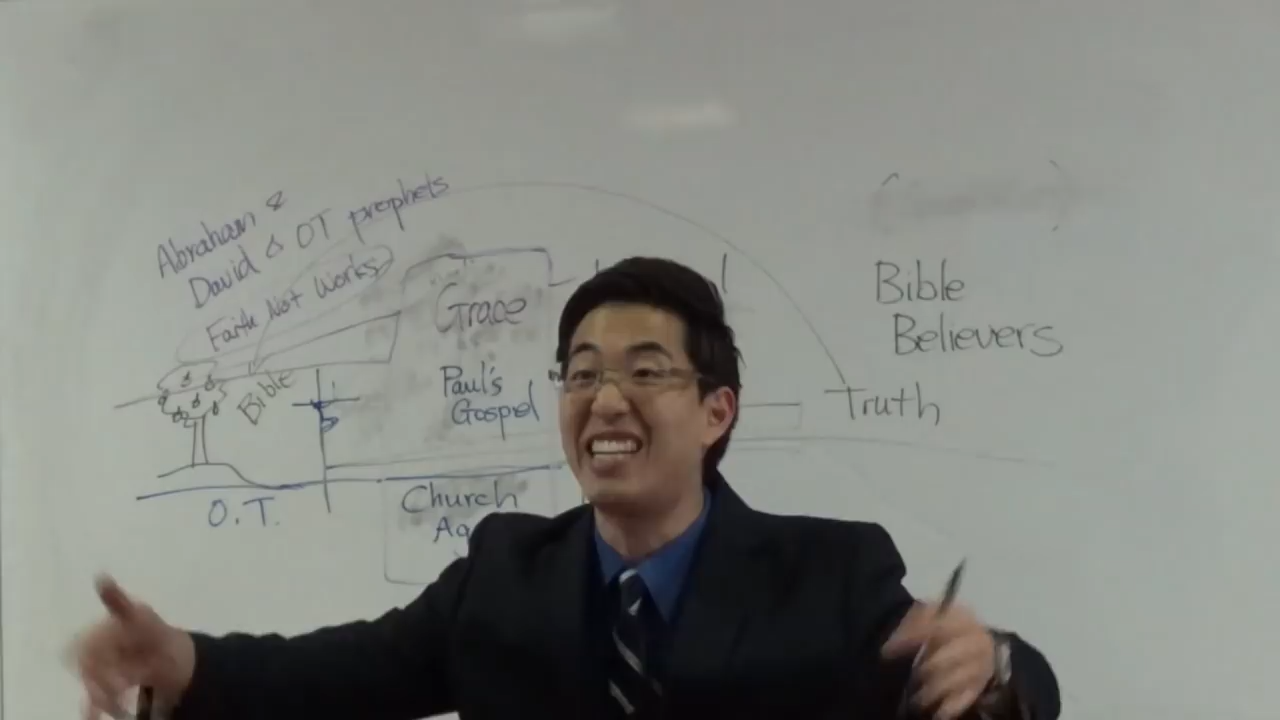 Abraham &
David & OT prophets
Faith Not Works
Grace
Bible
Paul's
Gospel
O.T.
Church
Bible
Believers
Truth